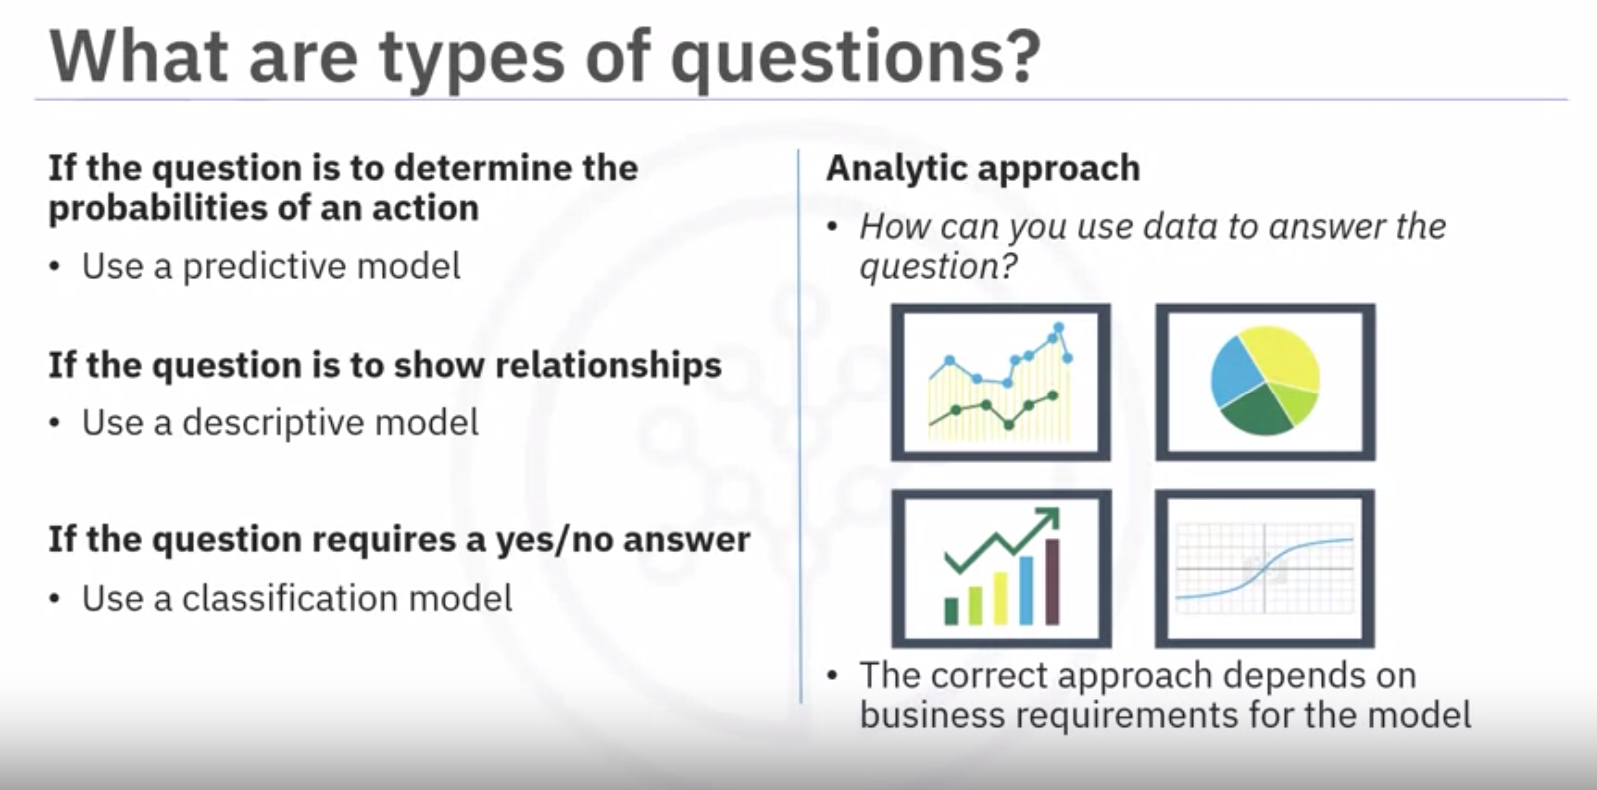 What are types of questions?
If the question is to determine the
probabilities of an action
• Use a predictive model
If the question is to show relationships
• Use a descriptive model
If the question requires a yes/no answer
• Use a classification model
Analytic approach
• How can you use data to answer the
question?
• The correct approach depends on
business requirements for the model